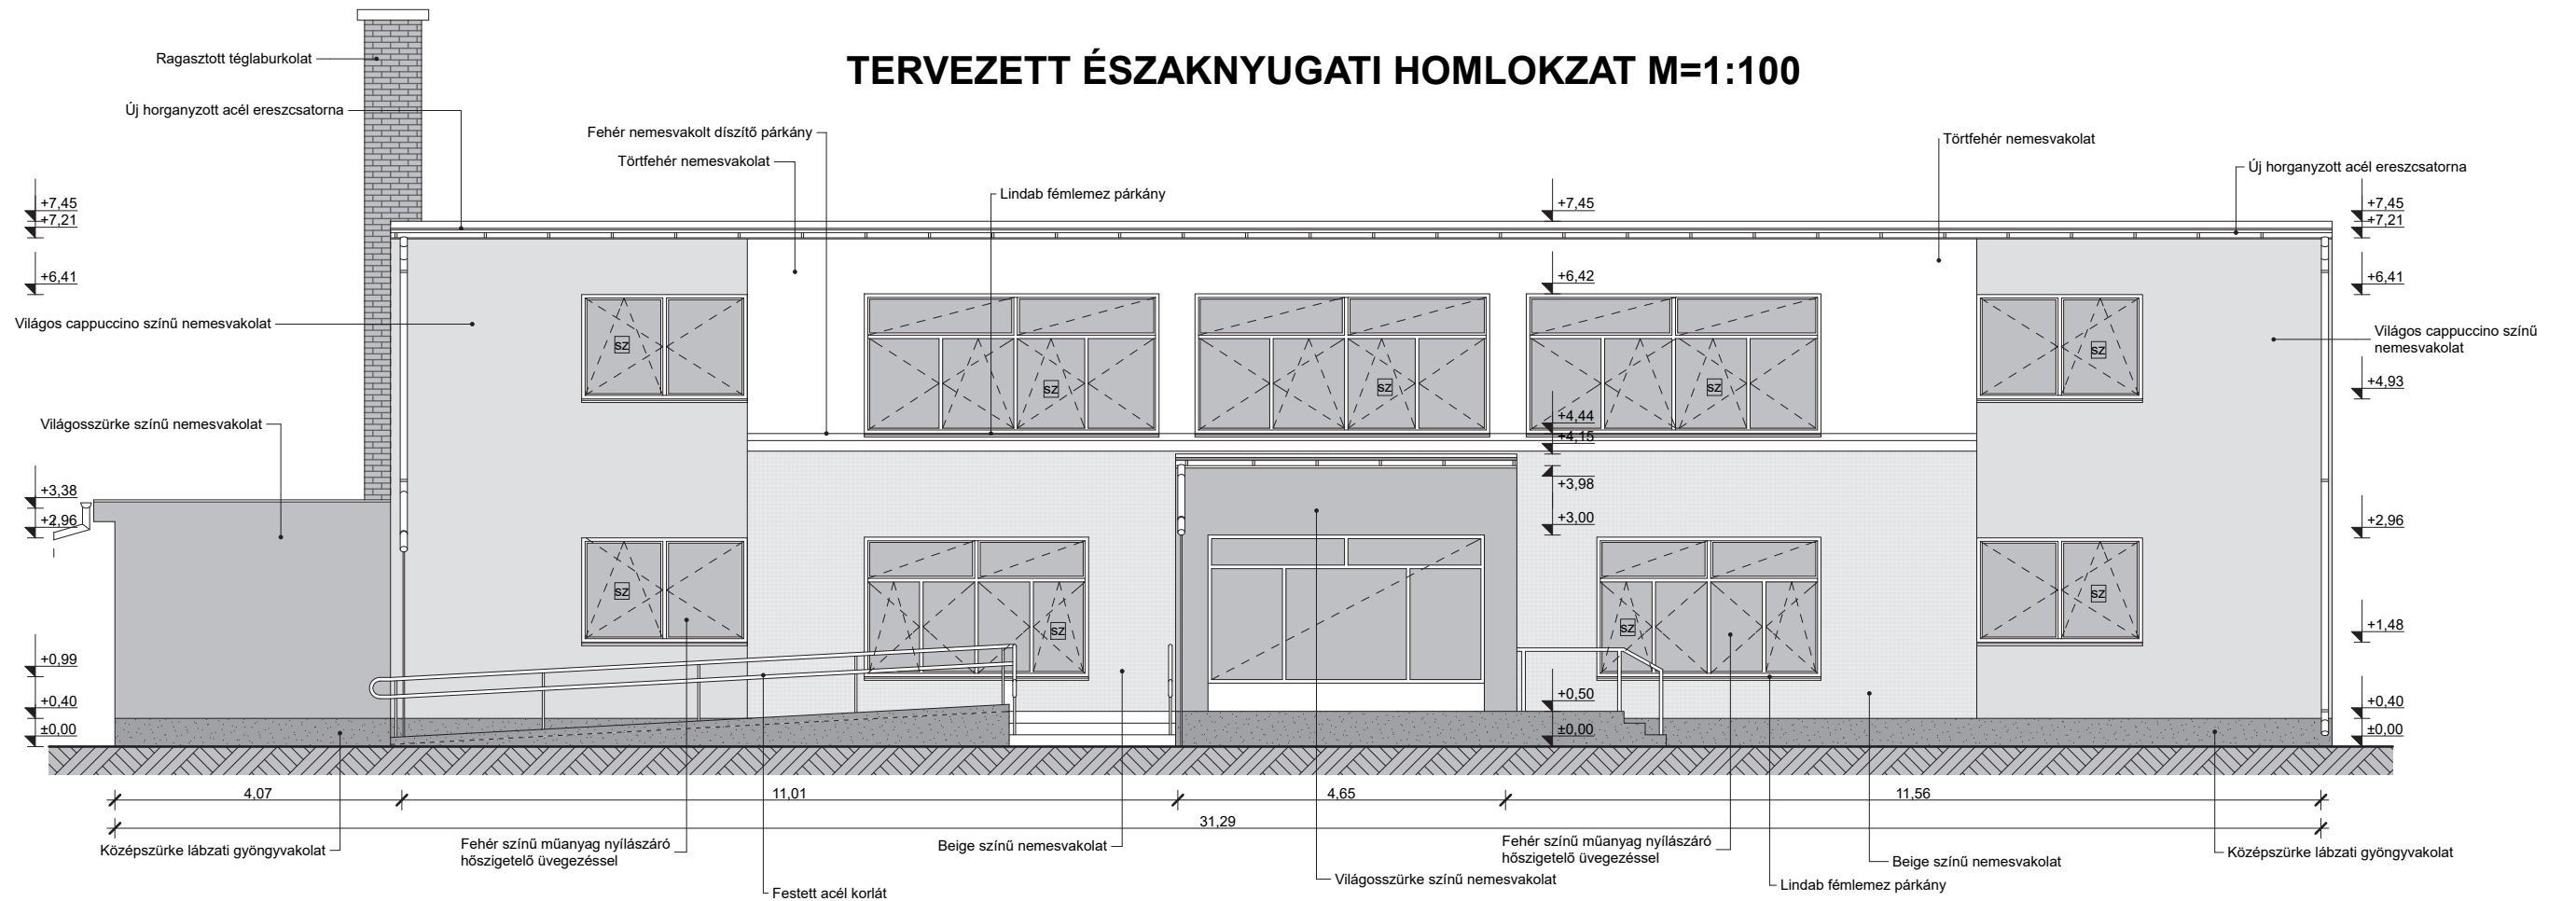 TERVEZETT ÉSZAKNYUGATI HOMLOKZAT M=1:100
Ragasztott téglaburkolat
Új horganyzott acél ereszcsatorna
Fehér nemesvakolt díszítő párkány
Törtfehér nemesvakolat
Lindab fémlemez párkány
Törtfehér nemesvakolat
Új horganyzott acél ereszcsatorna
+7,45
+7,21
+6,41
Világos cappuccino színű nemesvakolat
Világosszürke színű nemesvakolat
+3,38
+2,96
+0,99
+0,40
±0,00
sz
sz
sz
sz
sz
sz
sz
sz
sz
sz
+7,45
+6,42
+4,44
+4,15
+3,98
+3,00
+0,50
±0,00
sz
+7,45
+7,21
+6,41
Világos cappuccino színű
nemesvakolat
+4,93
+2,96
+1,48
+0,40
±0,00
4,07
11,01
4,65
11,56
31,29
Középszürke lábzati gyöngyvakolat
Fehér színű műanyag nyílászáró
hőszigetelő üvegezéssel
Festett acél korlát
Beige színű nemesvakolat
Világosszürke színű nemesvakolat
Fehér színű műanyag nyílászáró
hőszigetelő üvegezéssel
Lindab fémlemez párkány
Beige színű nemesvakolat
Középszürke lábzati gyöngyvakolat